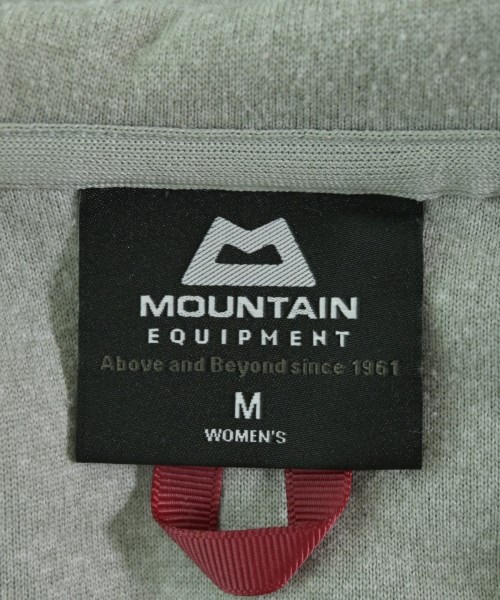 MOUNTAIN
EQUIPMENT
Above and Beyond since 1961
M
WOMEN'S